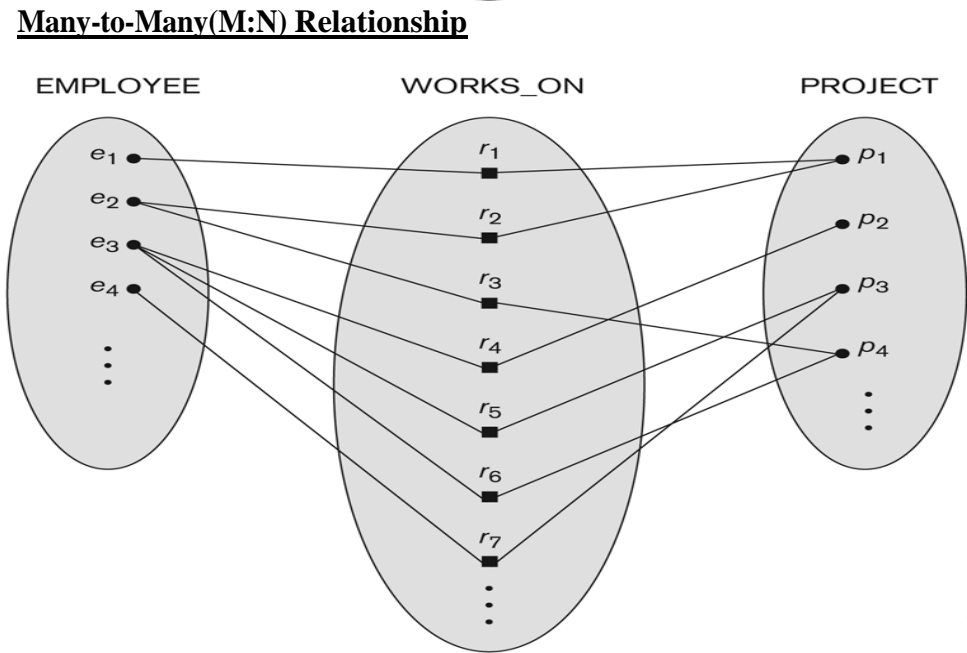 Many-to-Many(M:N) Relationship
EMPLOYEE WORKS_ON PROJECT
e1 r1 p1
e2 r2 p2
e3 r3 p3
e4 r4 p4
r5
r6
r7